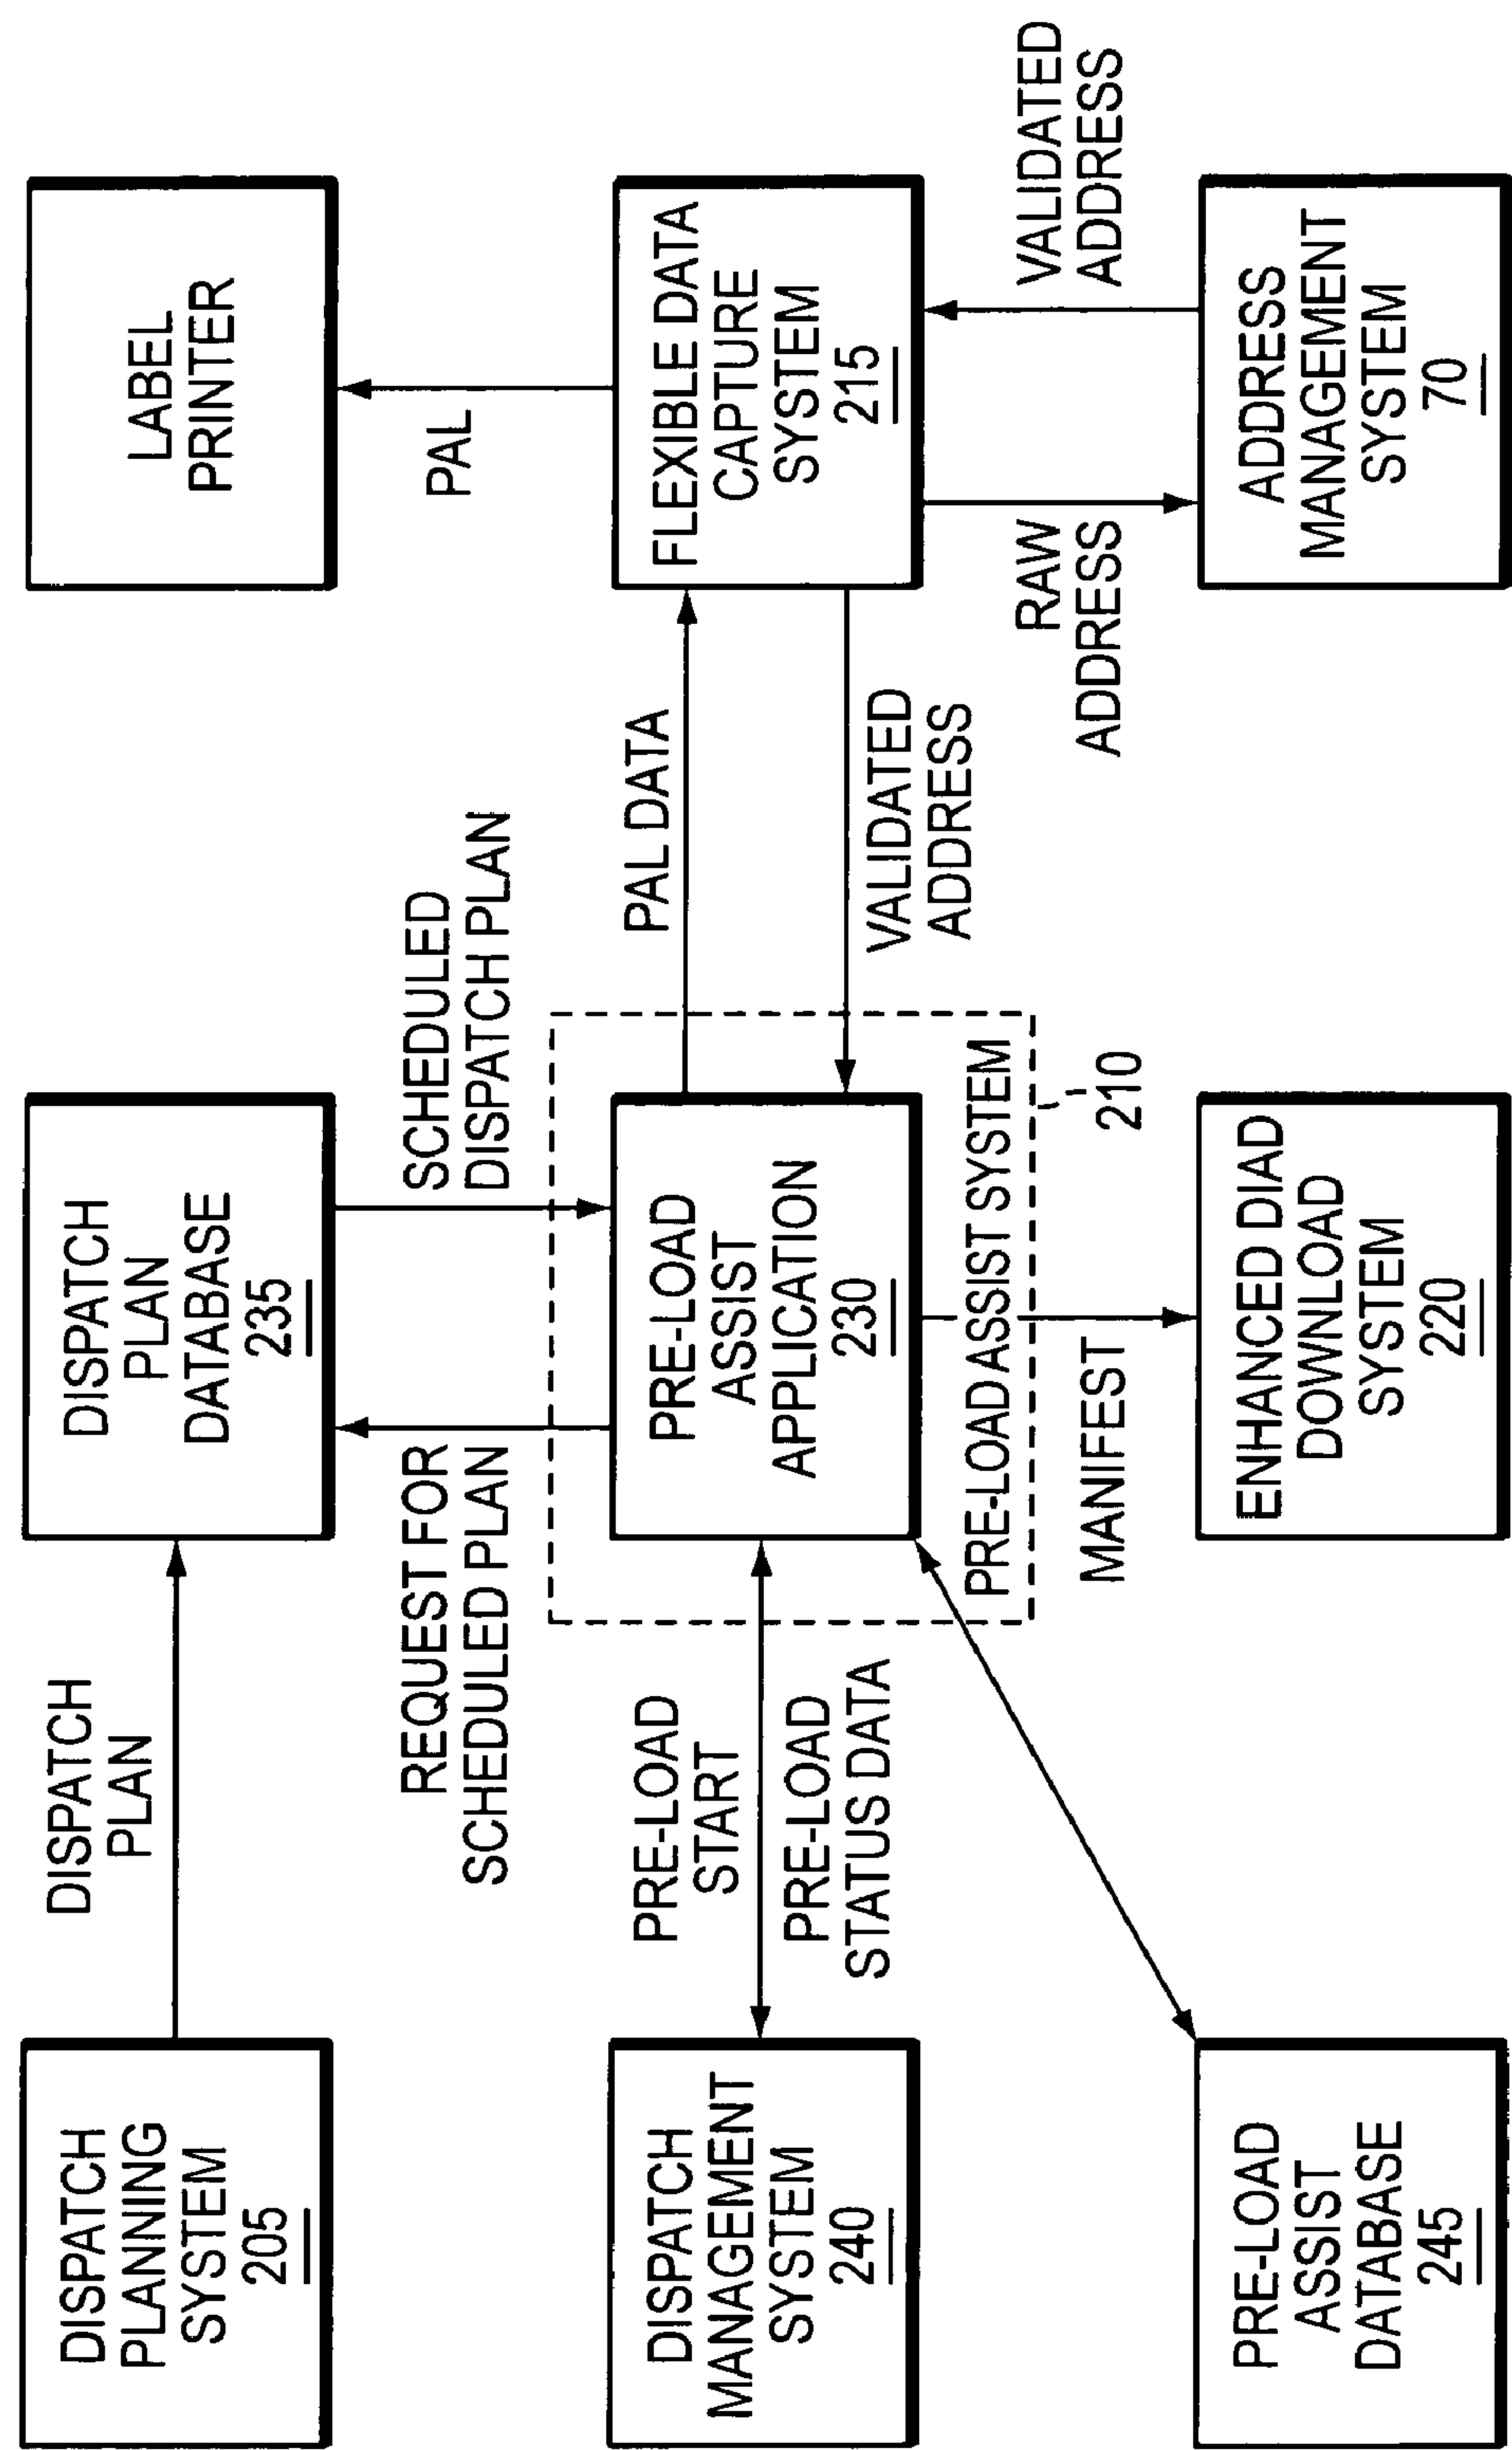 DISPATCH
PLANNING
SYSTEM
205
DISPATCH
PLAN
DISPATCH
PLAN
DATABASE
235
LABEL
PRINTER
REQUEST FOR
SCHEDULED PLAN
SCHEDULED
DISPATCH PLAN
PAL
DISPATCH
MANAGEMENT
SYSTEM
240
PRE-LOAD
START
PRE-LOAD
STATUS DATA
PRE-LOAD
ASSIST
APPLICATION
230
PAL DATA
VALIDATED
ADDRESS
FLEXIBLE DATA
CAPTURE
SYSTEM
215
PRE-LOAD ASSIST SYSTEM
210
MANIFEST
RAW
ADDRESS
VALIDATED
ADDRESS
PRE-LOAD
ASSIST
DATABASE
245
ENHANCED DIAD
DOWNLOAD
SYSTEM
220
ADDRESS
MANAGEMENT
SYSTEM
70